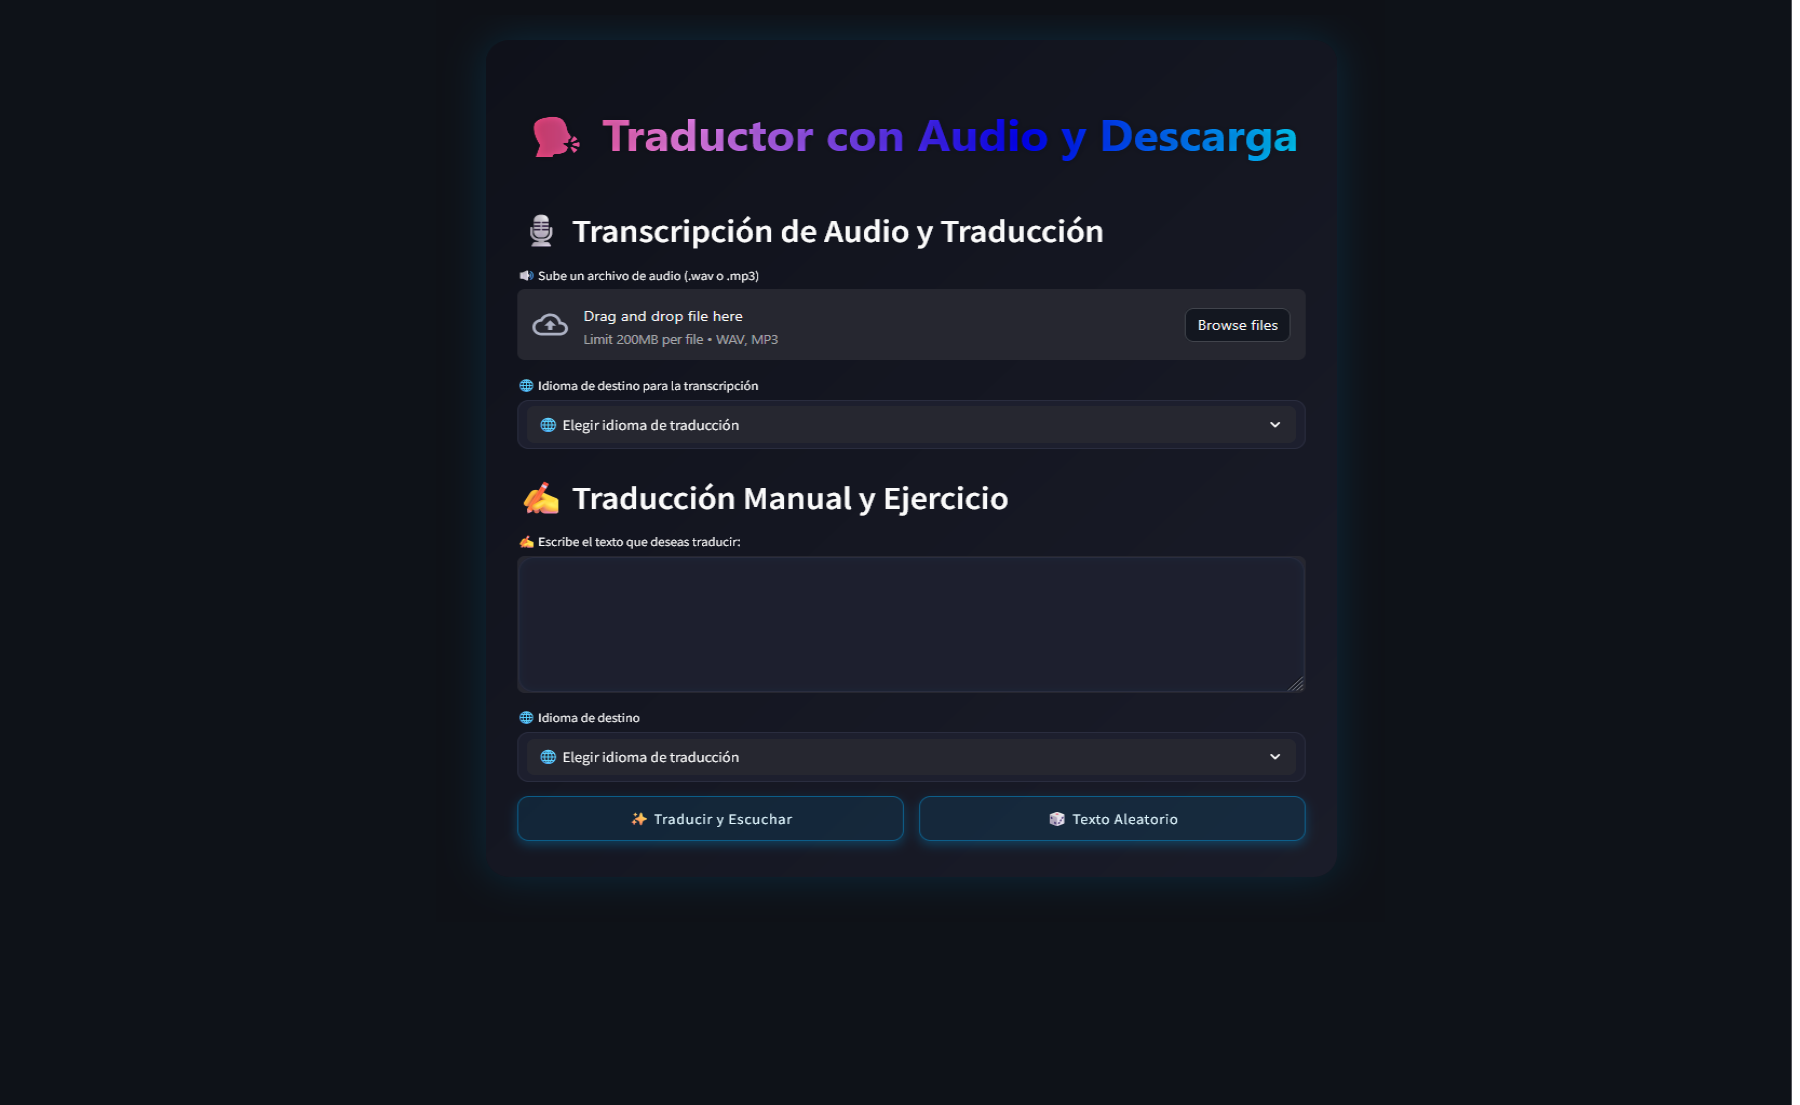 Traductor con Audio y Descarga
Transcripción de Audio y Traducción
Sube un archivo de audio (.wav o .mp3)
Drag and drop file here
Limit 200MB per file • WAV, MP3
Browse files
Idioma de destino para la transcripción
Elegir idioma de traducción
Traducción Manual y Ejercicio
Escribe el texto que deseas traducir:
Idioma de destino
Elegir idioma de traducción
Traducir y Escuchar
Texto Aleatorio